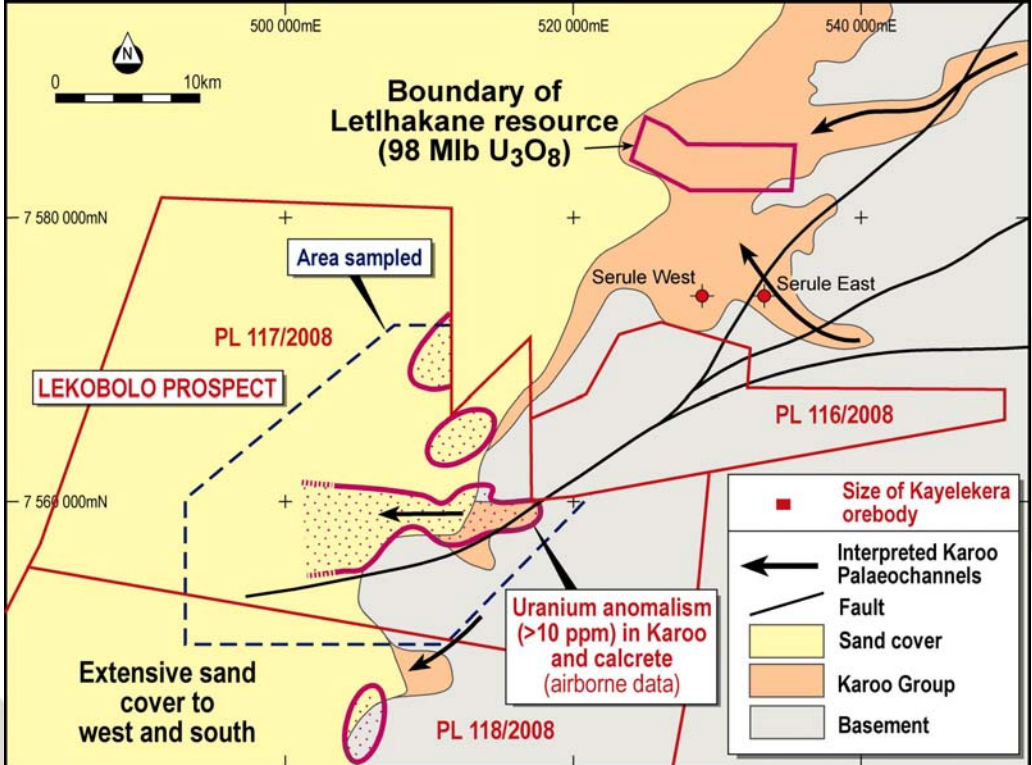 500 000mE
520 000mE
540 000mE
N
0
10km
Boundary of
Letlhakane resource
(98 Mlb U3O8)
7 580 000mN
Area sampled
Serule West
Serule East
PL 117/2008
LEKOBOLO PROSPECT
PL 116/2008
7 560 000mN
Size of Kayelekera
orebody
Interpreted Karoo
Palaeochannels
Fault
Sand cover
Karoo Group
Basement
Uranium anomalism
(>10 ppm) in Karoo
and calcrete
(airborne data)
Extensive sand
cover to
west and south
PL 118/2008